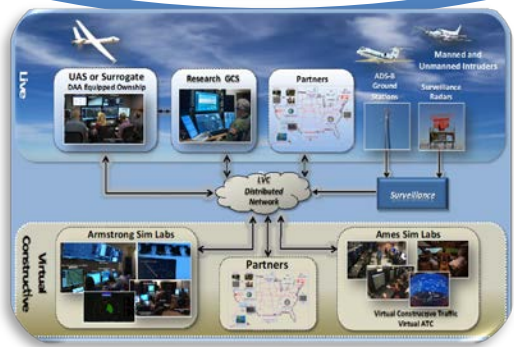 Live
UAS or Surrogate
DAA Equipped Ownship
Research GCS
Partners
ADS-B
Ground
Stations
Manned and
Unmanned Intruders
Surveillance
Radars
LVC
Distributed
Network
Surveillance
Virtual
Constructive
Armstrong Sim Labs
Partners
Ames Sim Labs
Virtual Constructive Traffic
Virtual ATC